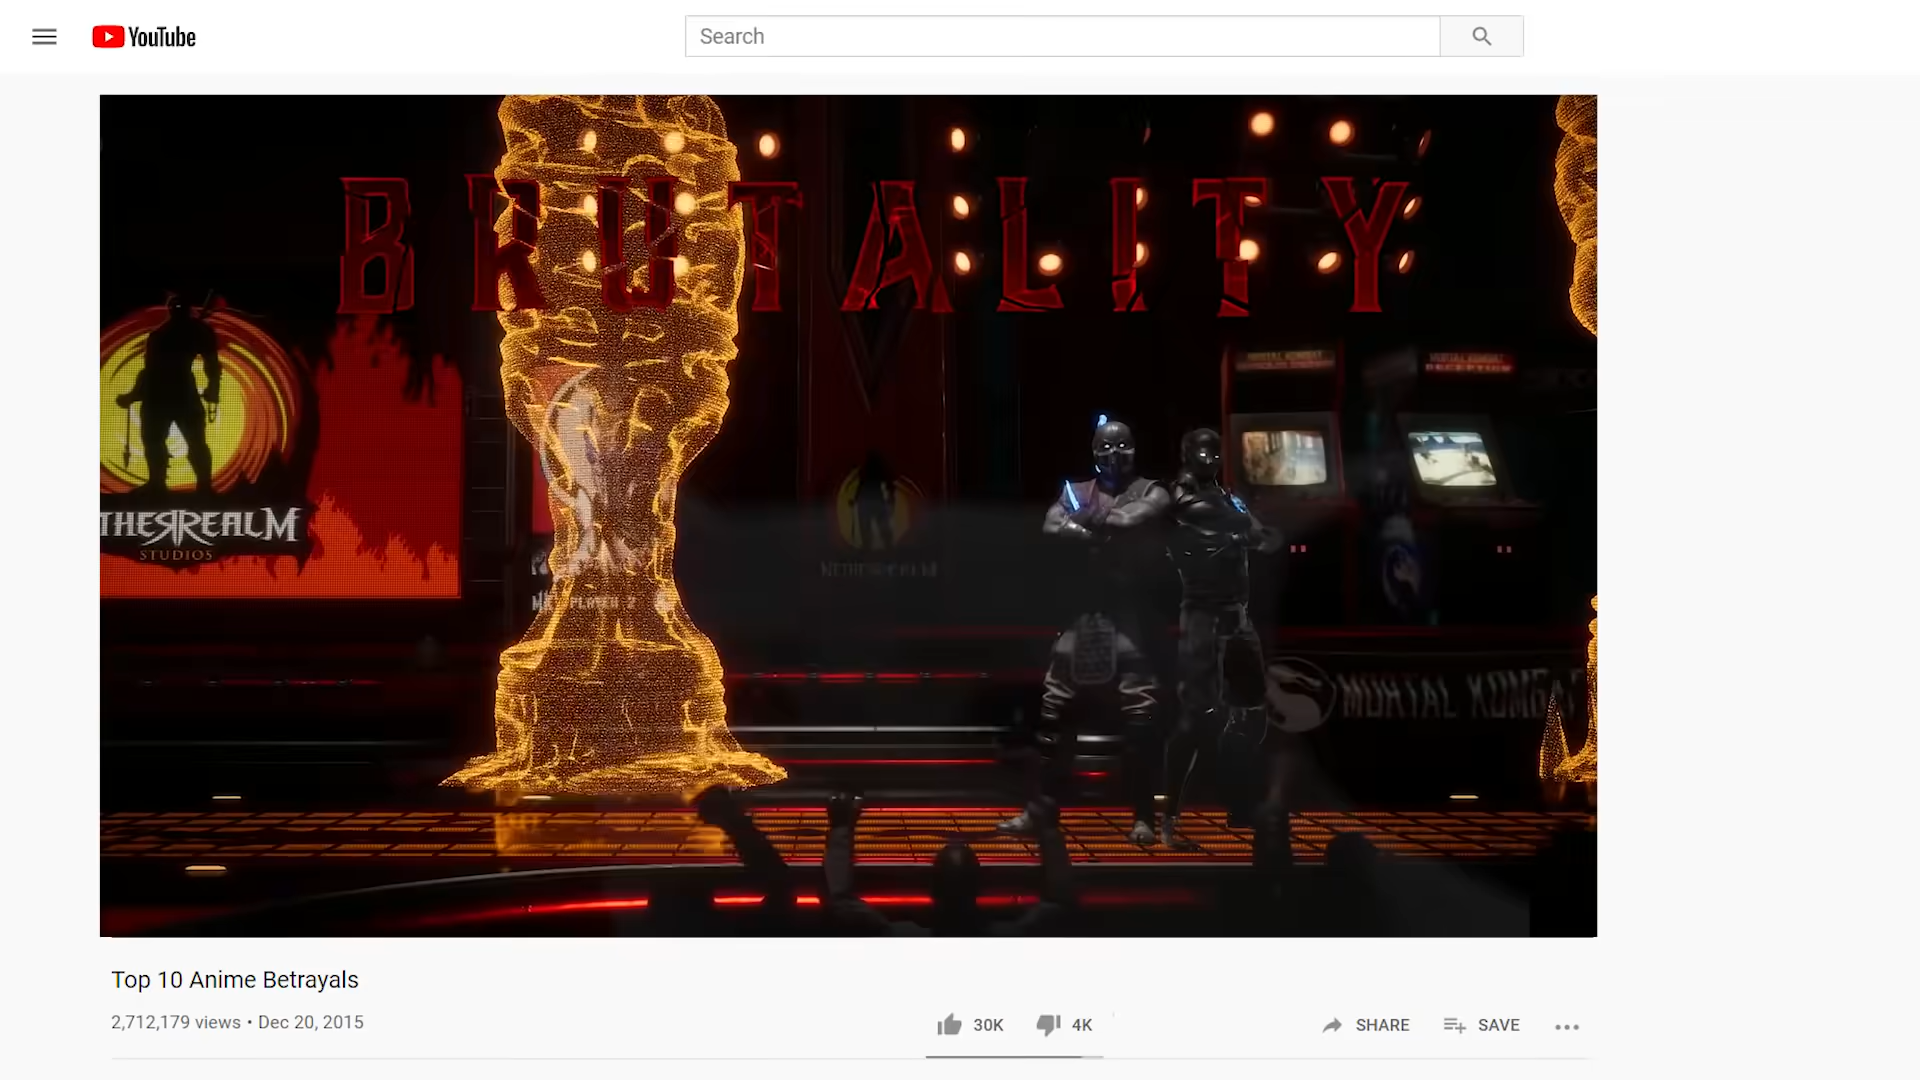 YouTube
Search
BRUTALITY
THERREALM
STUDIOS
MORTAL KOMBAT
Top 10 Anime Betrayals
2,712,179 views • Dec 20, 2015
30K
4K
SHARE
SAVE